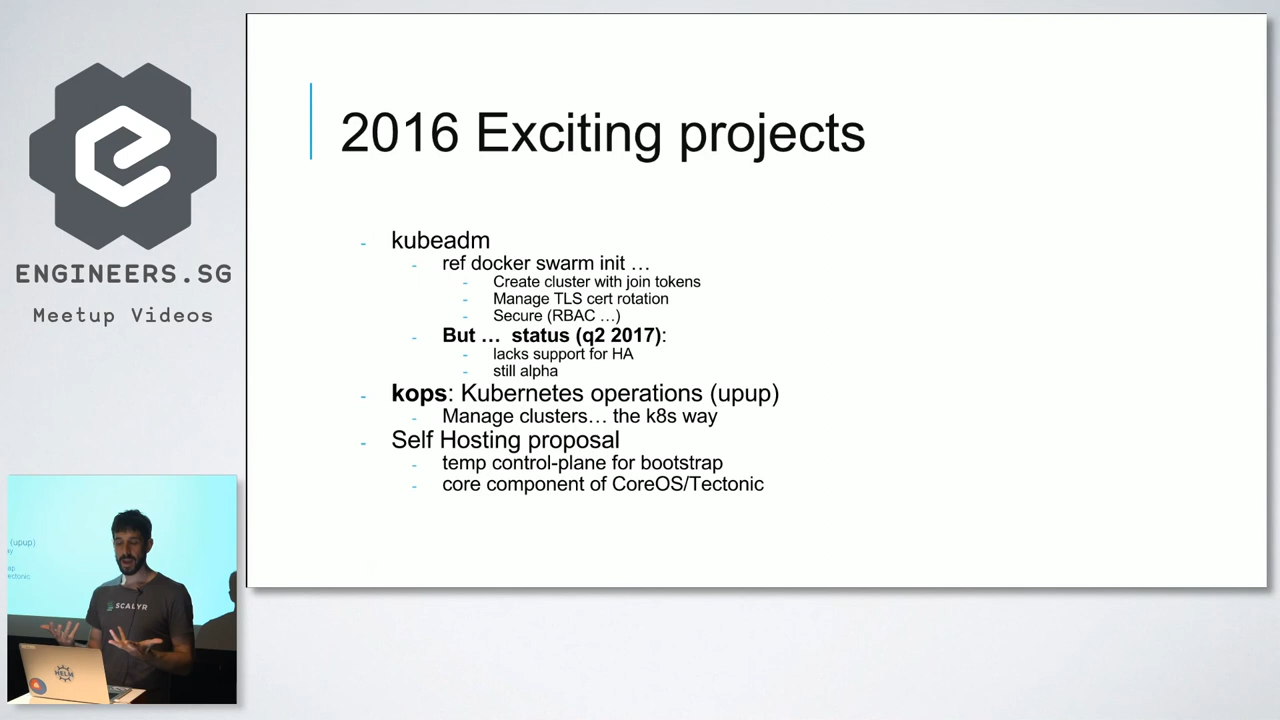 2016 Exciting projects
- kubeadm
- ref docker swarm init …
- Create cluster with join tokens
- Manage TLS cert rotation
- Secure (RBAC …)
- But … status (q2 2017):
- lacks support for HA
- still alpha
- kops: Kubernetes operations (upup)
- Manage clusters… the k8s way
- Self Hosting proposal
- temp control-plane for bootstrap
- core component of CoreOS/Tectonic
ENGINEERS.SG
Meetup Videos
(upup)
SCALYR
HELM